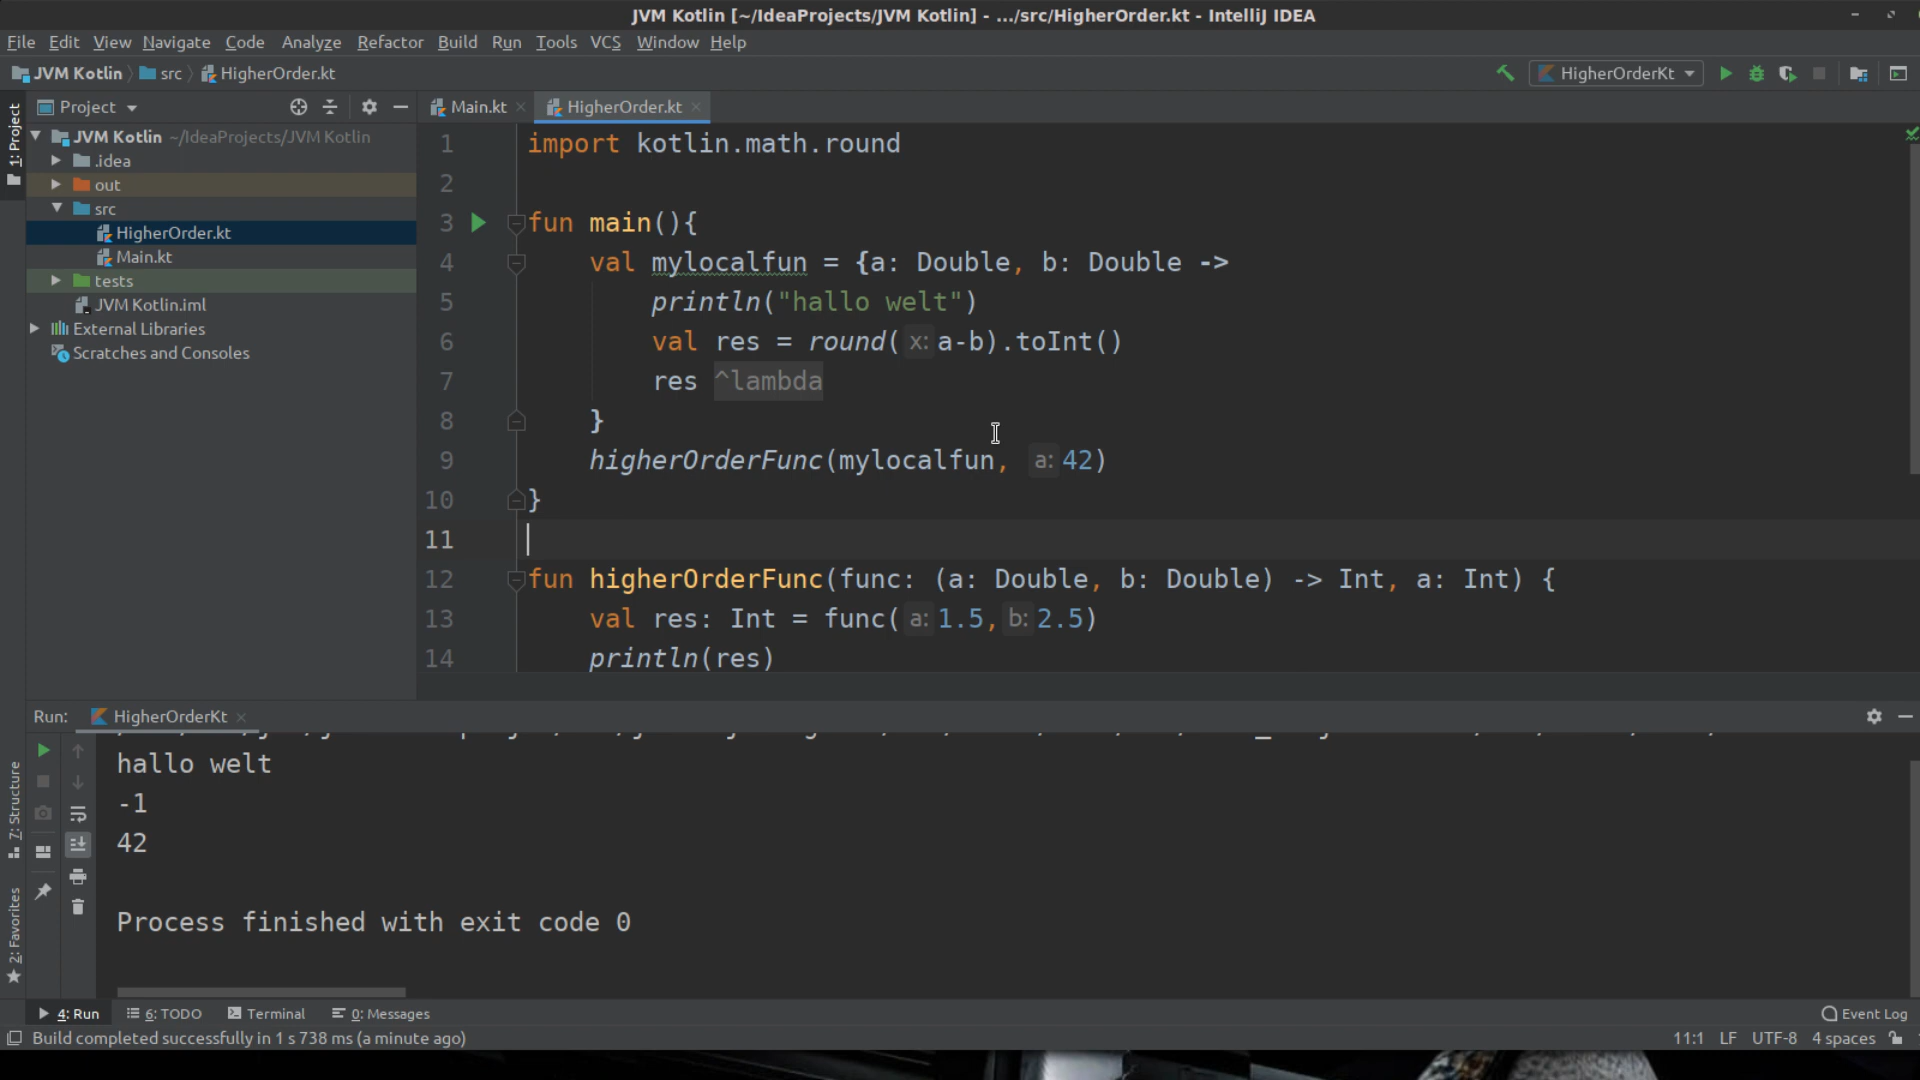 JVM Kotlin [~/IdeaProjects/JVM Kotlin] - .../src/HigherOrder.kt - IntelliJ IDEA
File Edit View Navigate Code Analyze Refactor Build Run Tools VCS Window Help
JVM Kotlin src HigherOrder.kt HigherOrderKt
Project Main.kt HigherOrder.kt
1: Project
JVM Kotlin ~/IdeaProjects/JVM Kotlin
.idea
out
src
HigherOrder.kt
Main.kt
tests
JVM Kotlin.iml
External Libraries
Scratches and Consoles
1 import kotlin.math.round
2
3 fun main(){
4 val mylocalfun = {a: Double, b: Double ->
5 println("hallo welt")
6 val res = round( x: a-b).toInt()
7 res ^lambda
8 }
9 higherOrderFunc(mylocalfun, a: 42)
10 }
11
12 fun higherOrderFunc(func: (a: Double, b: Double) -> Int, a: Int) {
13 val res: Int = func( a: 1.5, b: 2.5)
14 println(res)
Run: HigherOrderKt
hallo welt
-1
42
Process finished with exit code 0
7: Structure
2: Favorites
4: Run 6: TODO Terminal 0: Messages Event Log
Build completed successfully in 1 s 738 ms (a minute ago) 11:1 LF UTF-8 4 spaces